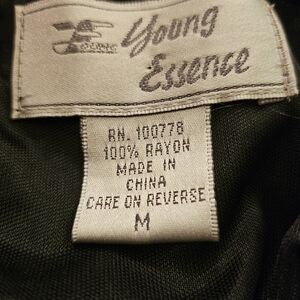 Young
Essence
RN. 100778
100% RAYON
MADE IN
CHINA
CARE ON REVERSE
M